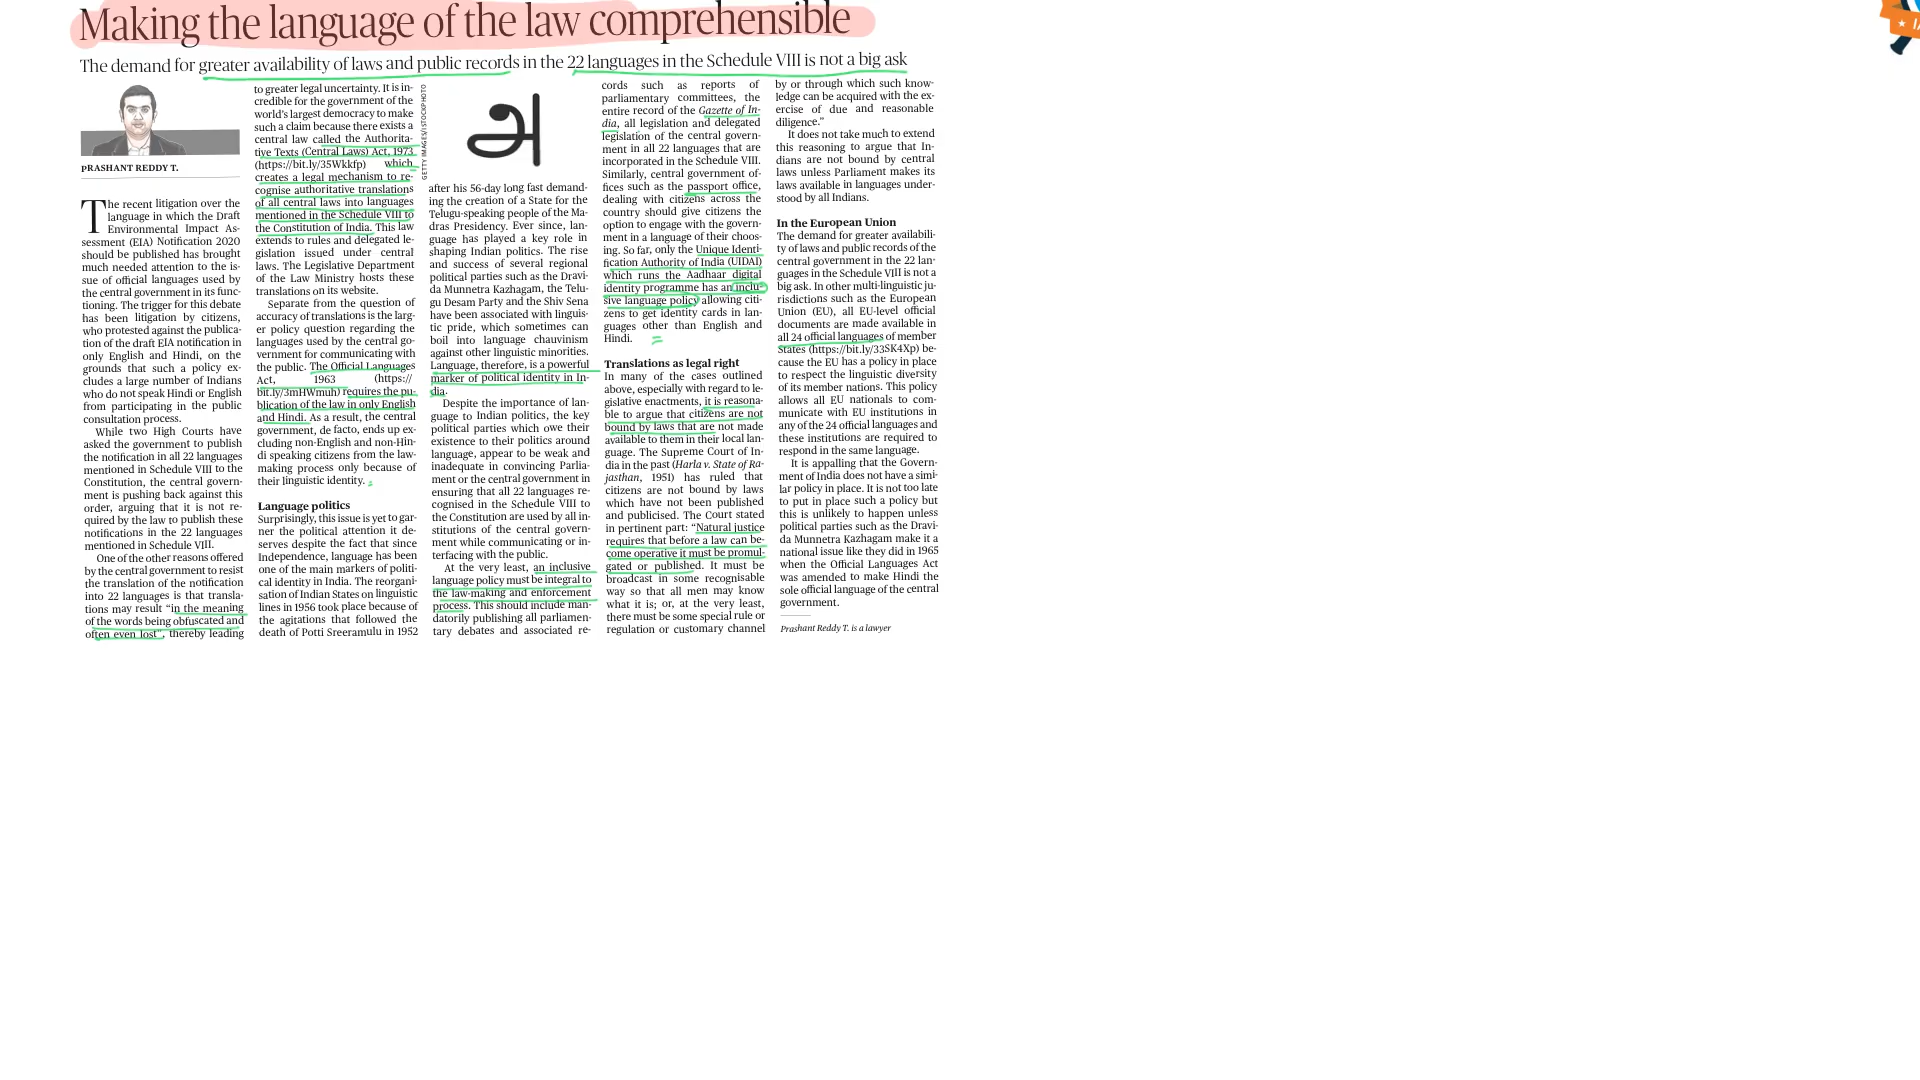 Making the language of the law comprehensible
The demand for greater availability of laws and public records in the 22 languages in the Schedule VIII is not a big ask
PRASHANT REDDY T.
The recent litigation over the
language in which the Draft
Environmental Impact As-
sessment (EIA) Notification 2020
should be published has brought
much needed attention to the is-
sue of official languages used by
the central government in its func-
tioning. The trigger for this debate
has been litigation by citizens,
who protested against the publica-
tion of the draft EIA notification in
only English and Hindi, on the
grounds that such a policy ex-
cludes a large number of Indians
who do not speak Hindi or English
from participating in the public
consultation process.
While two High Courts have
asked the government to publish
the notification in all 22 languages
mentioned in Schedule VIII to the
Constitution, the central govern-
ment is pushing back against this
order, arguing that it is not re-
quired by the law to publish these
notifications in the 22 languages
mentioned in Schedule VIII.
One of the other reasons offered
by the central government to resist
the translation of the notification
into 22 languages is that transla-
tions may result “in the meaning
of the words being obfuscated and
often even lost”, thereby leading
to greater legal uncertainty. It is in-
credible for the government of the
world's largest democracy to make
such a claim because there exists a
central law called the Authorita-
tive Texts (Central Laws) Act, 1973
(https://bit.ly/35Wkkfp) which
creates a legal mechanism to re-
cognise authoritative translations
of all central laws into languages
mentioned in the Schedule VIII to
the Constitution of India. This law
extends to rules and delegated le-
gislation issued under central
laws. The Legislative Department
of the Law Ministry hosts these
translations on its website.
Separate from the question of
accuracy of translations is the larg-
er policy question regarding the
languages used by the central go-
vernment for communicating with
the public. The Official Languages
Act, 1963 (https://
bit.ly/3mHWmuh) requires the pu-
blication of the law in only English
and Hindi. As a result, the central
government, de facto, ends up ex-
cluding non-English and non-Hin-
di speaking citizens from the law-
making process only because of
their linguistic identity.
Language politics
Surprisingly, this issue is yet to gar-
ner the political attention it de-
serves despite the fact that since
Independence, language has been
one of the main markers of politi-
cal identity in India. The reorgani-
sation of Indian States on linguistic
lines in 1956 took place because of
the agitations that followed the
death of Potti Sreeramulu in 1952
GETTY IMAGES/ISTOCKPHOTO
அ
after his 56-day long fast demand-
ing the creation of a State for the
Telugu-speaking people of the Ma-
dras Presidency. Ever since, lan-
guage has played a key role in
shaping Indian politics. The rise
and success of several regional
political parties such as the Dravi-
da Munnetra Kazhagam, the Telu-
gu Desam Party and the Shiv Sena
have been associated with linguis-
tic pride, which sometimes can
boil into language chauvinism
against other linguistic minorities.
Language, therefore, is a powerful
marker of political identity in In-
dia.
Despite the importance of lan-
guage to Indian politics, the key
political parties which owe their
existence to their politics around
language, appear to be weak and
inadequate in convincing Parlia-
ment or the central government in
ensuring that all 22 languages re-
cognised in the Schedule VIII to
the Constitution are used by all in-
stitutions of the central govern-
ment while communicating or in-
terfacing with the public.
At the very least, an inclusive
language policy must be integral to
the law-making and enforcement
process. This should include man-
datorily publishing all parliamen-
tary debates and associated re-
cords such as reports of
parliamentary committees, the
entire record of the Gazette of In-
dia, all legislation and delegated
legislation of the central govern-
ment in all 22 languages that are
incorporated in the Schedule VIII.
Similarly, central government of-
fices such as the passport office,
dealing with citizens across the
country should give citizens the
option to engage with the govern-
ment in a language of their choos-
ing. So far, only the Unique Identi-
fication Authority of India (UIDAI)
which runs the Aadhaar digital
identity programme has an inclu-
sive language policy allowing citi-
zens to get identity cards in lan-
guages other than English and
Hindi.
Translations as legal right
In many of the cases outlined
above, especially with regard to le-
gislative enactments, it is reasona-
ble to argue that citizens are not
bound by laws that are not made
available to them in their local lan-
guage. The Supreme Court of In-
dia in the past (Harla v. State of Ra-
jasthan, 1951) has ruled that
citizens are not bound by laws
which have not been published
and publicised. The Court stated
in pertinent part: “Natural justice
requires that before a law can be-
come operative it must be promul-
gated or published. It must be
broadcast in some recognisable
way so that all men may know
what it is; or, at the very least,
there must be some special rule or
regulation or customary channel
by or through which such know-
ledge can be acquired with the ex-
ercise of due and reasonable
diligence.”
It does not take much to extend
this reasoning to argue that In-
dians are not bound by central
laws unless Parliament makes its
laws available in languages under-
stood by all Indians.
In the European Union
The demand for greater availabili-
ty of laws and public records of the
central government in the 22 lan-
guages in the Schedule VIII is not a
big ask. In other multi-linguistic ju-
risdictions such as the European
Union (EU), all EU-level official
documents are made available in
all 24 official languages of member
States (https://bit.ly/33SK4Xp) be-
cause the EU has a policy in place
to respect the linguistic diversity
of its member nations. This policy
allows all EU nationals to com-
municate with EU institutions in
any of the 24 official languages and
these institutions are required to
respond in the same language.
It is appalling that the Govern-
ment of India does not have a simi-
lar policy in place. It is not too late
to put in place such a policy but
this is unlikely to happen unless
political parties such as the Dravi-
da Munnetra Kazhagam make it a
national issue like they did in 1965
when the Official Languages Act
was amended to make Hindi the
sole official language of the central
government.
Prashant Reddy T. is a lawyer